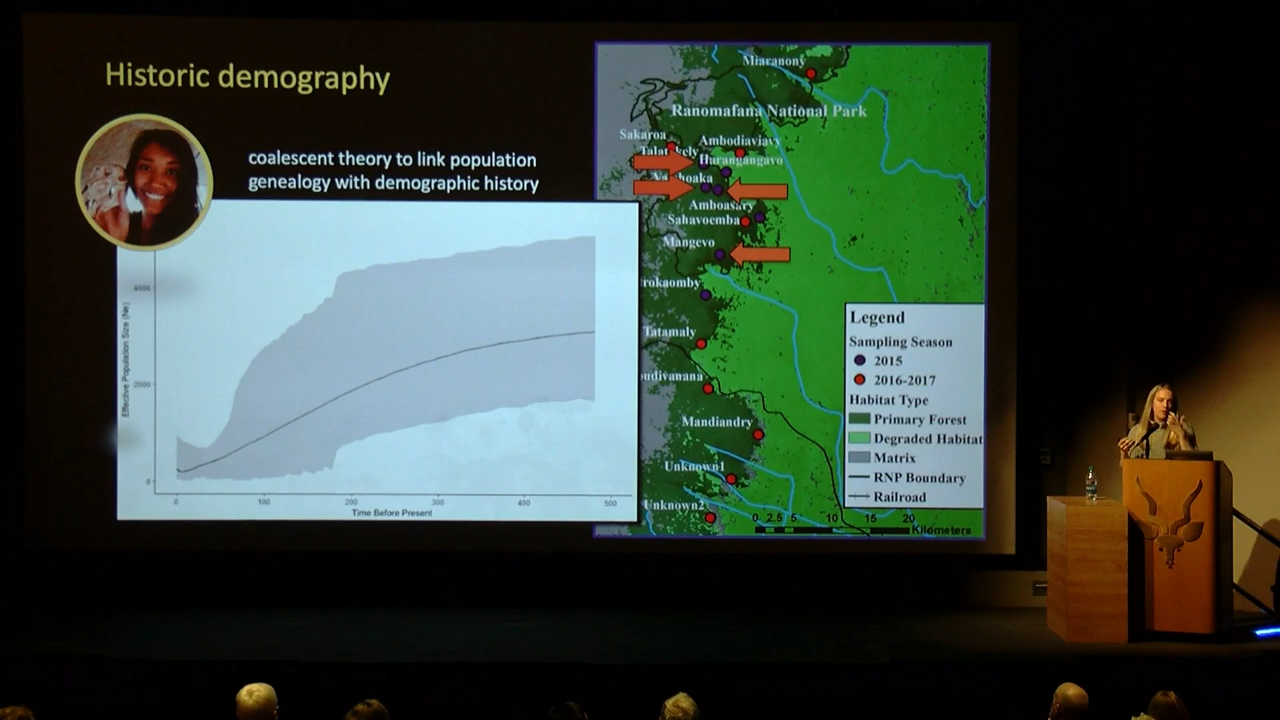 Historic demography
coalescent theory to link population
genealogy with demographic history
Effective Population Size (Ne)
4000
2000
0
0
100
200
300
400
500
Time Before Present
Miaranony
Ranomafana National Park
Sakaroa
Ambodiaviavy
Harangangavo
Amboasary
Sahavoemba
Mangevo
rokaomby
Tatamaly
Mandiandry
Unknown1
Unknown2
Legend
Sampling Season
2015
2016-2017
Habitat Type
Primary Forest
Degraded Habitat
Matrix
RNP Boundary
Railroad
0 2.5 5 10 15 20
Kilometers